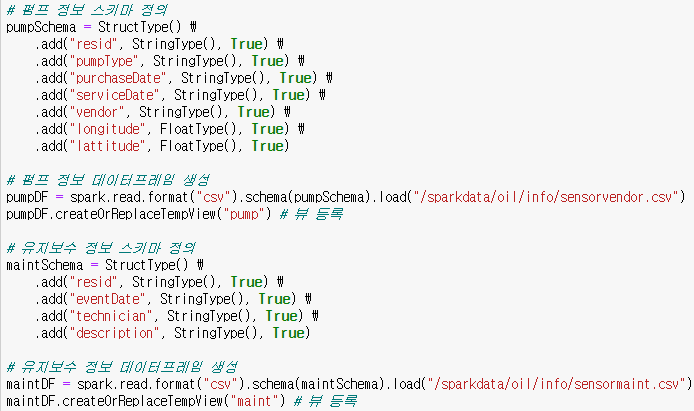 # 펌프 정보 스키마 정의
pumpSchema = StructType() ₩
.add("resid", StringType(), True) ₩
.add("pumpType", StringType(), True) ₩
.add("purchaseDate", StringType(), True) ₩
.add("serviceDate", StringType(), True) ₩
.add("vendor", StringType(), True) ₩
.add("longitude", FloatType(), True) ₩
.add("lattitude", FloatType(), True)
# 펌프 정보 데이터프레임 생성
pumpDF = spark.read.format("csv").schema(pumpSchema).load("/sparkdata/oil/info/sensorvendor.csv")
pumpDF.createOrReplaceTempView("pump") # 뷰 등록
# 유지보수 정보 스키마 정의
maintSchema = StructType() ₩
.add("resid", StringType(), True) ₩
.add("eventDate", StringType(), True) ₩
.add("technician", StringType(), True) ₩
.add("description", StringType(), True)
# 유지보수 정보 데이터프레임 생성
maintDF = spark.read.format("csv").schema(maintSchema).load("/sparkdata/oil/info/sensormaint.csv")
maintDF.createOrReplaceTempView("maint") # 뷰 등록